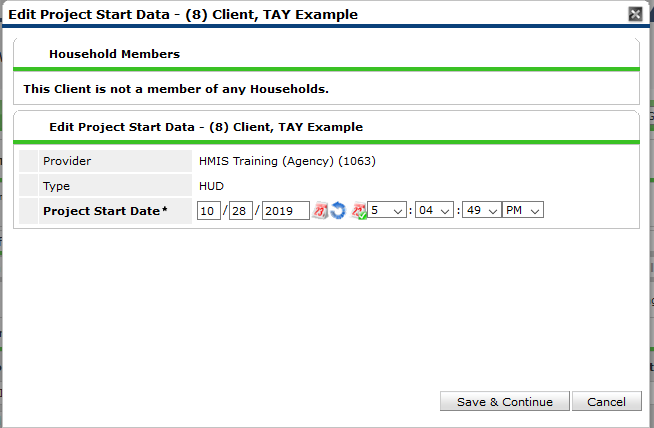 Edit Project Start Data - (8) Client, TAY Example
Household Members
This Client is not a member of any Households.
Edit Project Start Data - (8) Client, TAY Example
Provider HMIS Training (Agency) (1063)
Type HUD
Project Start Date* 10 / 28 / 2019 5 : 04 : 49 PM
Save & Continue Cancel